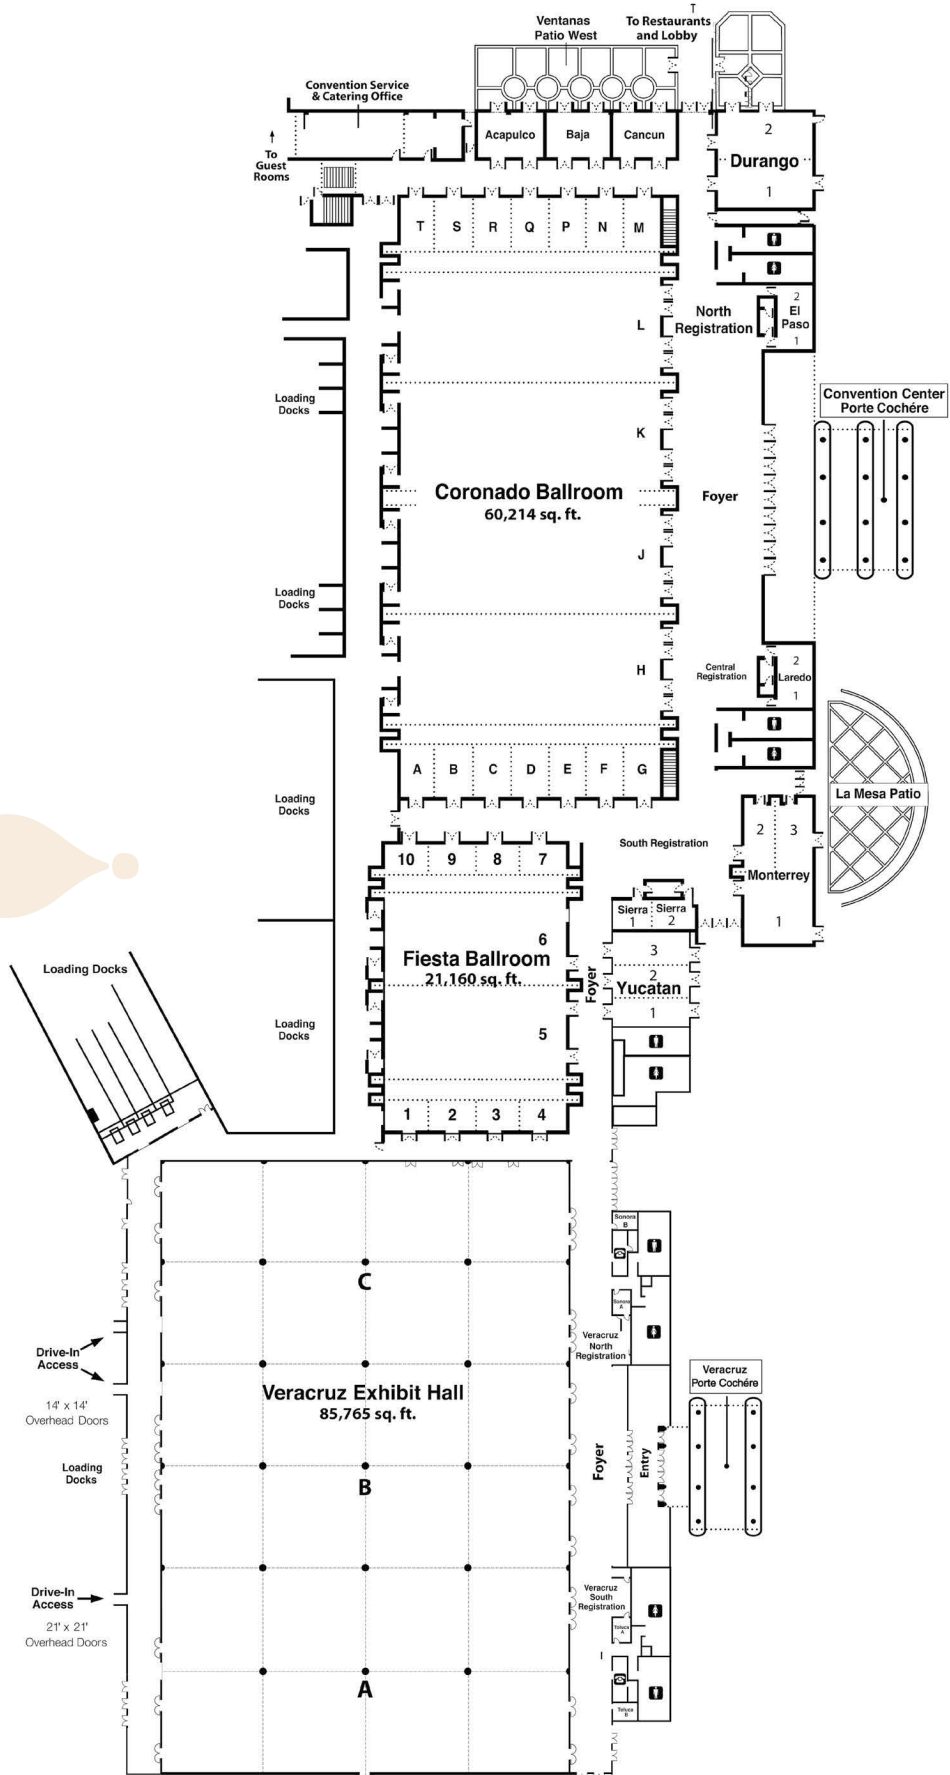 T
Ventanas
Patio West
To Restaurants
and Lobby
Convention Service
& Catering Office
To
Guest
Rooms
Acapulco
Baja
Cancun
2
Durango
1
T
S
R
Q
P
N
M
L
North
Registration
2
El
Paso
1
Loading
Docks
Convention Center
Porte Cochére
K
Coronado Ballroom
60,214 sq. ft.
Foyer
J
Loading
Docks
H
Central
Registration
2
Laredo
1
A
B
C
D
E
F
G
Loading
Docks
La Mesa Patio
South Registration
2
3
Monterrey
1
10
9
8
7
Sierra
1
Sierra
2
6
Fiesta Ballroom
21,160 sq. ft.
Foyer
3
2
Yucatan
1
Loading Docks
Loading
Docks
5
1
2
3
4
Sonora
B
Sonora
A
C
Veracruz
North
Registration
Drive-In
Access
14' x 14'
Overhead Doors
Veracruz Exhibit Hall
85,765 sq. ft.
Veracruz
Porte Cochére
Loading
Docks
Foyer
Entry
B
Drive-In
Access
21' x 21'
Overhead Doors
Veracruz
South
Registration
Toluca
A
A
Toluca
B